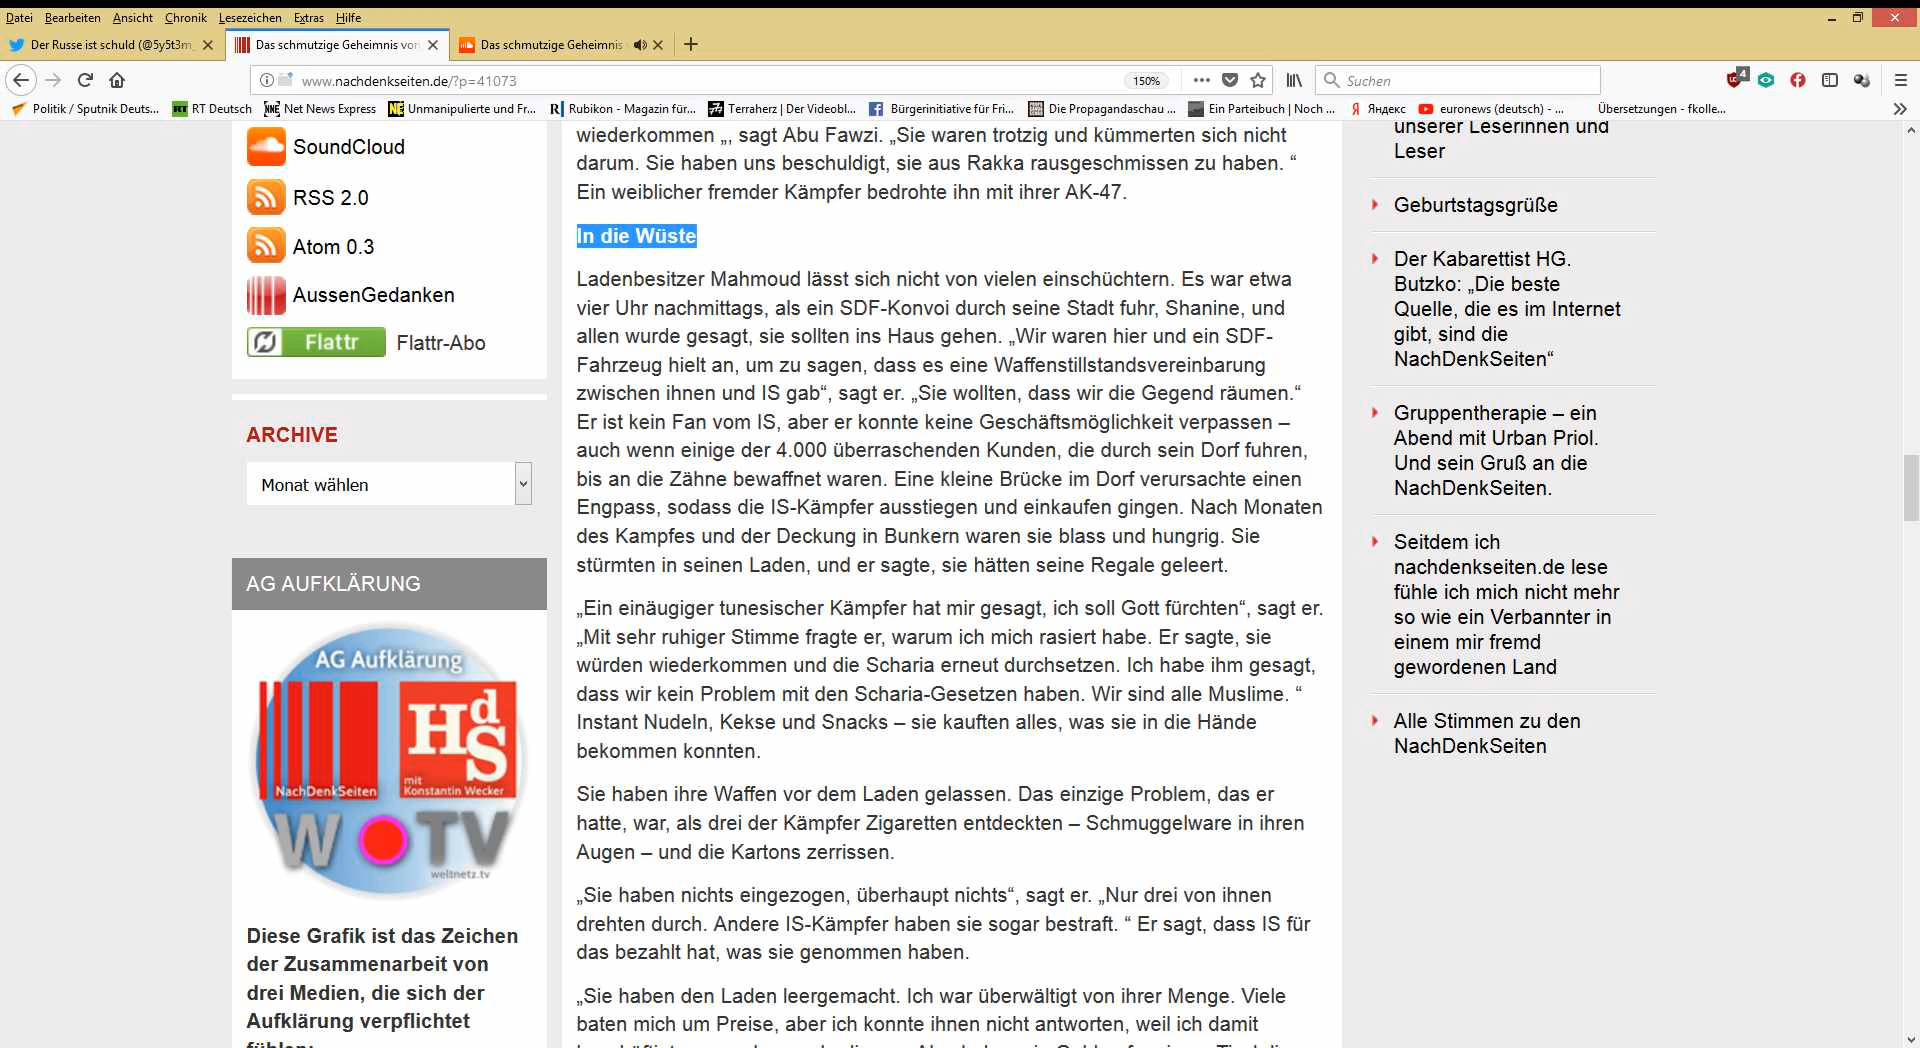 Datei Bearbeiten Ansicht Chronik Lesezeichen Extras Hilfe
Der Russe ist schuld (@5y5t3m
Das schmutzige Geheimnis von
Das schmutzige Geheimnis
www.nachdenkseiten.de/?p=41073
150%
Suchen
4
Politik / Sputnik Deuts...
RT Deutsch
Net News Express
Unmanipulierte und Fr...
Rubikon - Magazin für...
Terraherz | Der Videobl...
Bürgerinitiative für Fri...
Die Propagandaschau ...
Ein Parteibuch | Noch ...
Яндекс
euronews (deutsch) - ...
Übersetzungen - fkolle...
SoundCloud
RSS 2.0
Atom 0.3
AussenGedanken
Flattr
Flattr-Abo
ARCHIVE
Monat wählen
AG AUFKLÄRUNG
AG Aufklärung
HdS
NachDenkSeiten
mit
Konstantin Wecker
W TV
weltnetz.tv
Diese Grafik ist das Zeichen
der Zusammenarbeit von
drei Medien, die sich der
Aufklärung verpflichtet
fühlen:
wiederkommen „, sagt Abu Fawzi. „Sie waren trotzig und kümmerten sich nicht
darum. Sie haben uns beschuldigt, sie aus Rakka rausgeschmissen zu haben. “
Ein weiblicher fremder Kämpfer bedrohte ihn mit ihrer AK-47.
In die Wüste
Ladenbesitzer Mahmoud lässt sich nicht von vielen einschüchtern. Es war etwa
vier Uhr nachmittags, als ein SDF-Konvoi durch seine Stadt fuhr, Shanine, und
allen wurde gesagt, sie sollten ins Haus gehen. „Wir waren hier und ein SDF-
Fahrzeug hielt an, um zu sagen, dass es eine Waffenstillstandsvereinbarung
zwischen ihnen und IS gab“, sagt er. „Sie wollten, dass wir die Gegend räumen.“
Er ist kein Fan vom IS, aber er konnte keine Geschäftsmöglichkeit verpassen –
auch wenn einige der 4.000 überraschenden Kunden, die durch sein Dorf fuhren,
bis an die Zähne bewaffnet waren. Eine kleine Brücke im Dorf verursachte einen
Engpass, sodass die IS-Kämpfer ausstiegen und einkaufen gingen. Nach Monaten
des Kampfes und der Deckung in Bunkern waren sie blass und hungrig. Sie
stürmten in seinen Laden, und er sagte, sie hätten seine Regale geleert.
„Ein einäugiger tunesischer Kämpfer hat mir gesagt, ich soll Gott fürchten“, sagt er.
„Mit sehr ruhiger Stimme fragte er, warum ich mich rasiert habe. Er sagte, sie
würden wiederkommen und die Scharia erneut durchsetzen. Ich habe ihm gesagt,
dass wir kein Problem mit den Scharia-Gesetzen haben. Wir sind alle Muslime. “
Instant Nudeln, Kekse und Snacks – sie kauften alles, was sie in die Hände
bekommen konnten.
Sie haben ihre Waffen vor dem Laden gelassen. Das einzige Problem, das er
hatte, war, als drei der Kämpfer Zigaretten entdeckten – Schmuggelware in ihren
Augen – und die Kartons zerrissen.
„Sie haben nichts eingezogen, überhaupt nichts“, sagt er. „Nur drei von ihnen
drehten durch. Andere IS-Kämpfer haben sie sogar bestraft. “ Er sagt, dass IS für
das bezahlt hat, was sie genommen haben.
„Sie haben den Laden leergemacht. Ich war überwältigt von ihrer Menge. Viele
baten mich um Preise, aber ich konnte ihnen nicht antworten, weil ich damit
unserer Leserinnen und
Leser
Geburtstagsgrüße
Der Kabarettist HG.
Butzko: „Die beste
Quelle, die es im Internet
gibt, sind die
NachDenkSeiten“
Gruppentherapie – ein
Abend mit Urban Priol.
Und sein Gruß an die
NachDenkSeiten.
Seitdem ich
nachdenkseiten.de lese
fühle ich mich nicht mehr
so wie ein Verbannter in
einem mir fremd
gewordenen Land
Alle Stimmen zu den
NachDenkSeiten